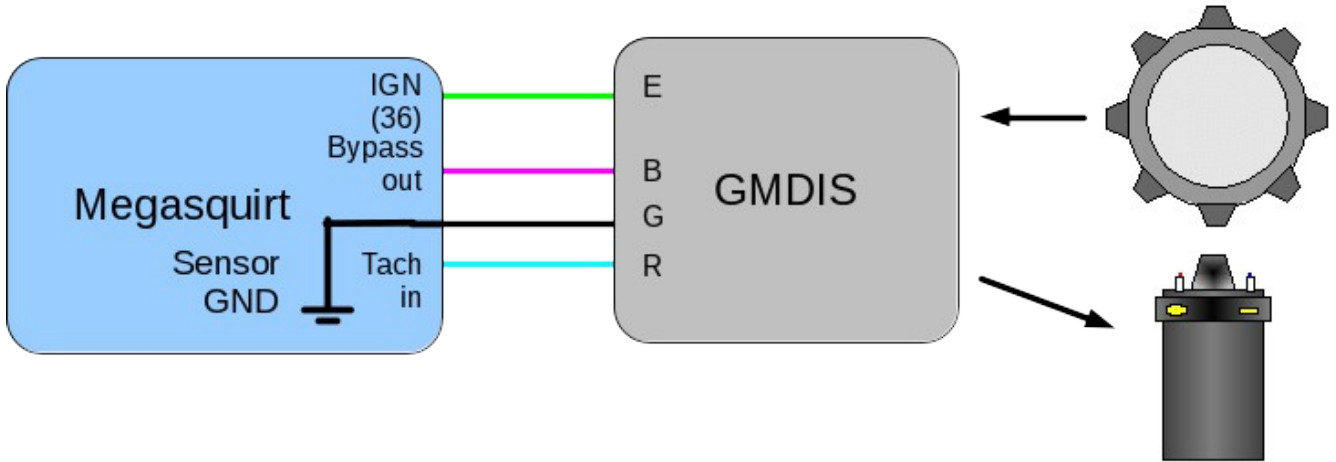 IGN
(36)
Bypass
out
Megasquirt
Sensor
GND
Tach
in
E
B
G
R
GMDIS